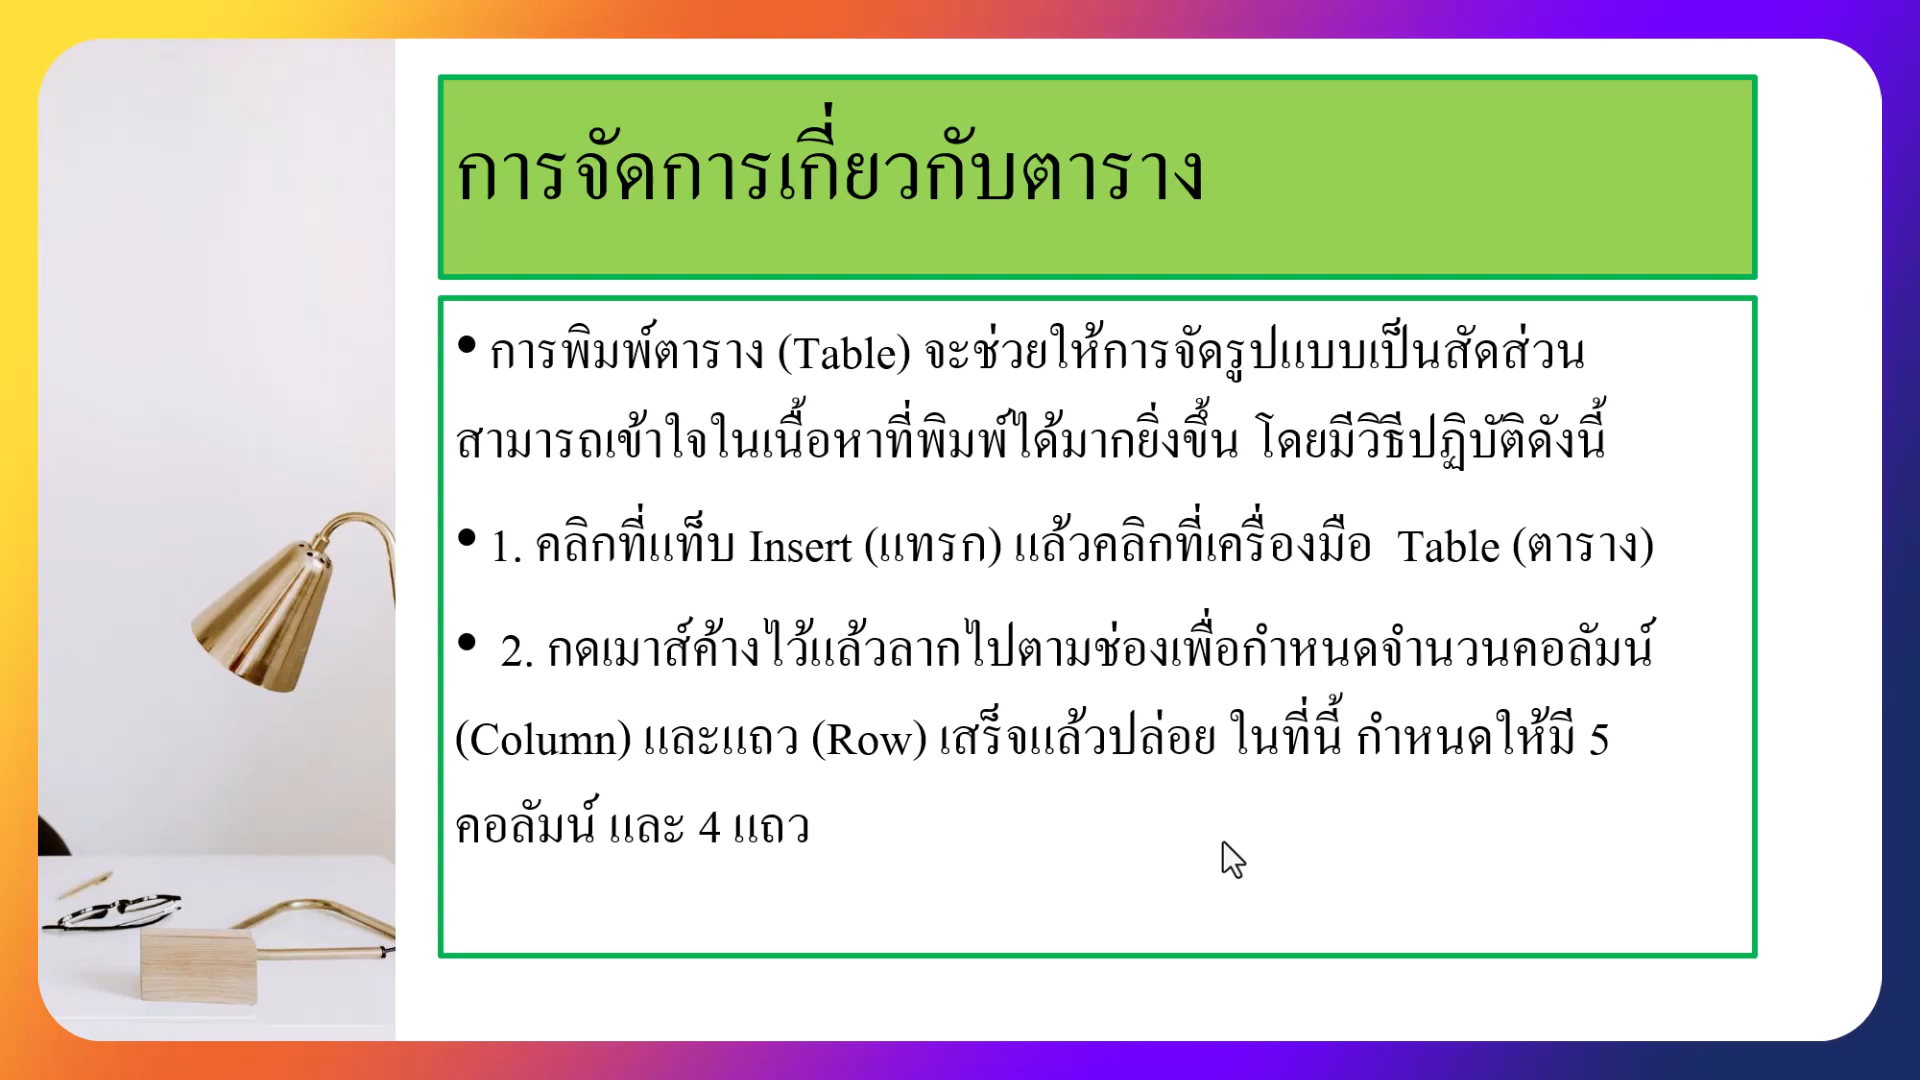 การจัดการเกี่ยวกับตาราง
• การพิมพ์ตาราง (Table) จะช่วยให้การจัดรูปแบบเป็นสัดส่วน
สามารถเข้าใจในเนื้อหาที่พิมพ์ได้มากยิ่งขึ้น โดยมีวิธีปฏิบัติดังนี้
• 1. คลิกที่แท็บ Insert (แทรก) แล้วคลิกที่เครื่องมือ Table (ตาราง)
• 2. กดเมาส์ค้างไว้แล้วลากไปตามช่องเพื่อกำหนดจำนวนคอลัมน์
(Column) และแถว (Row) เสร็จแล้วปล่อย ในที่นี้ กำหนดให้มี 5
คอลัมน์ และ 4 แถว